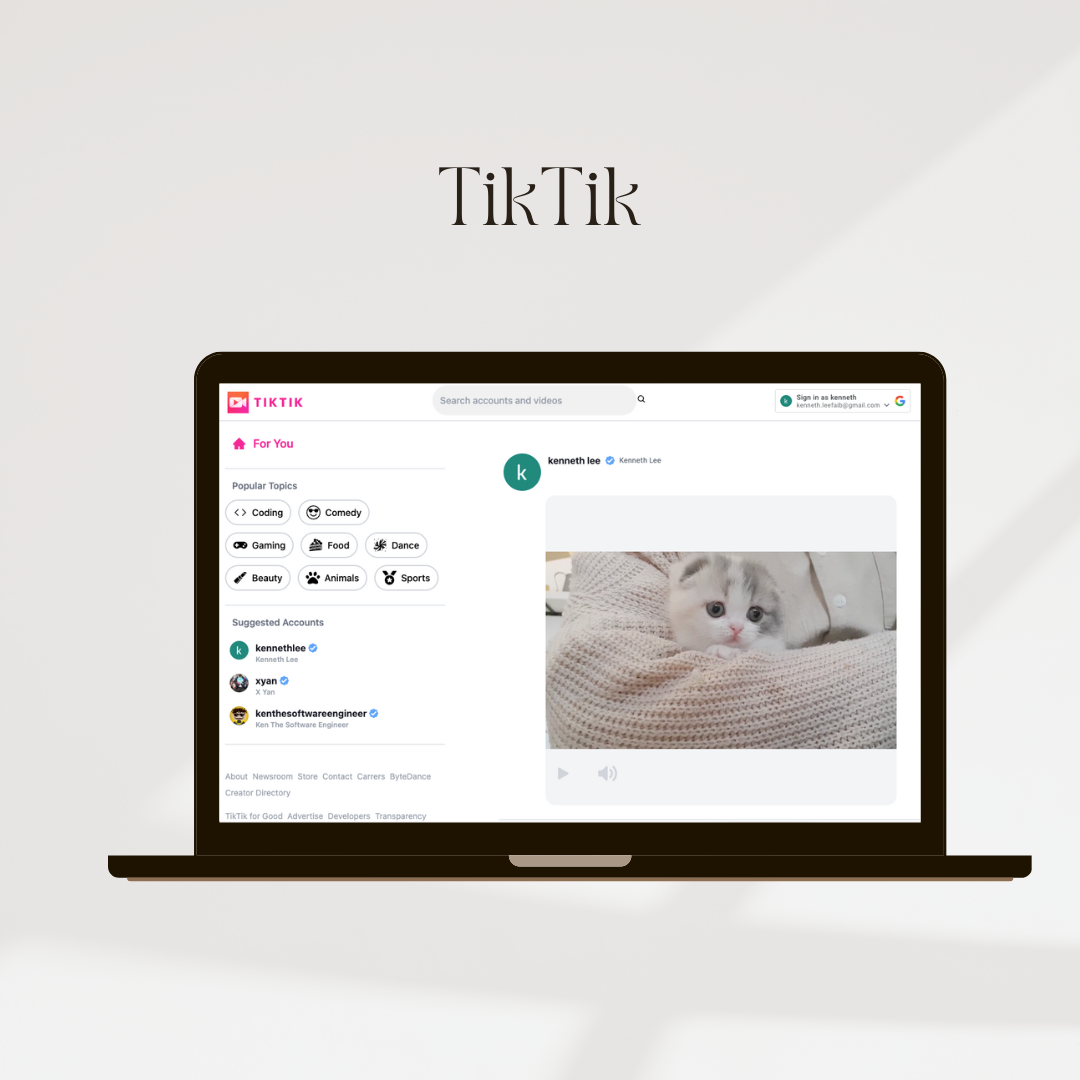 TikTik
TIKTIK
Search accounts and videos
k
Sign in as kenneth
kenneth.leefaib@gmail.com
For You
Popular Topics
Coding
Comedy
Gaming
Food
Dance
Beauty
Animals
Sports
Suggested Accounts
k
kennethlee
Kenneth Lee
xyan
X Yan
kenthesoftwareengineer
Ken The Software Engineer
About Newsroom Store Contact Carrers ByteDance
Creator Directory
TikTik for Good Advertise Developers Transparency
k
kenneth lee Kenneth Lee